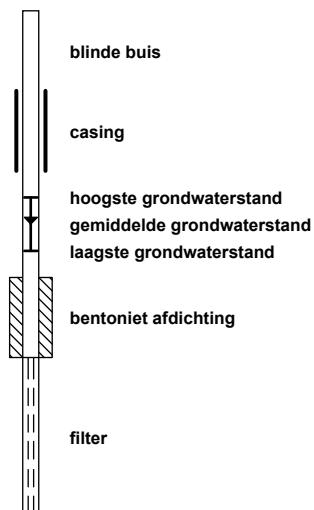 blinde buis
casing
hoogste grondwaterstand
gemiddelde grondwaterstand
laagste grondwaterstand
bentoniet afdichting
filter